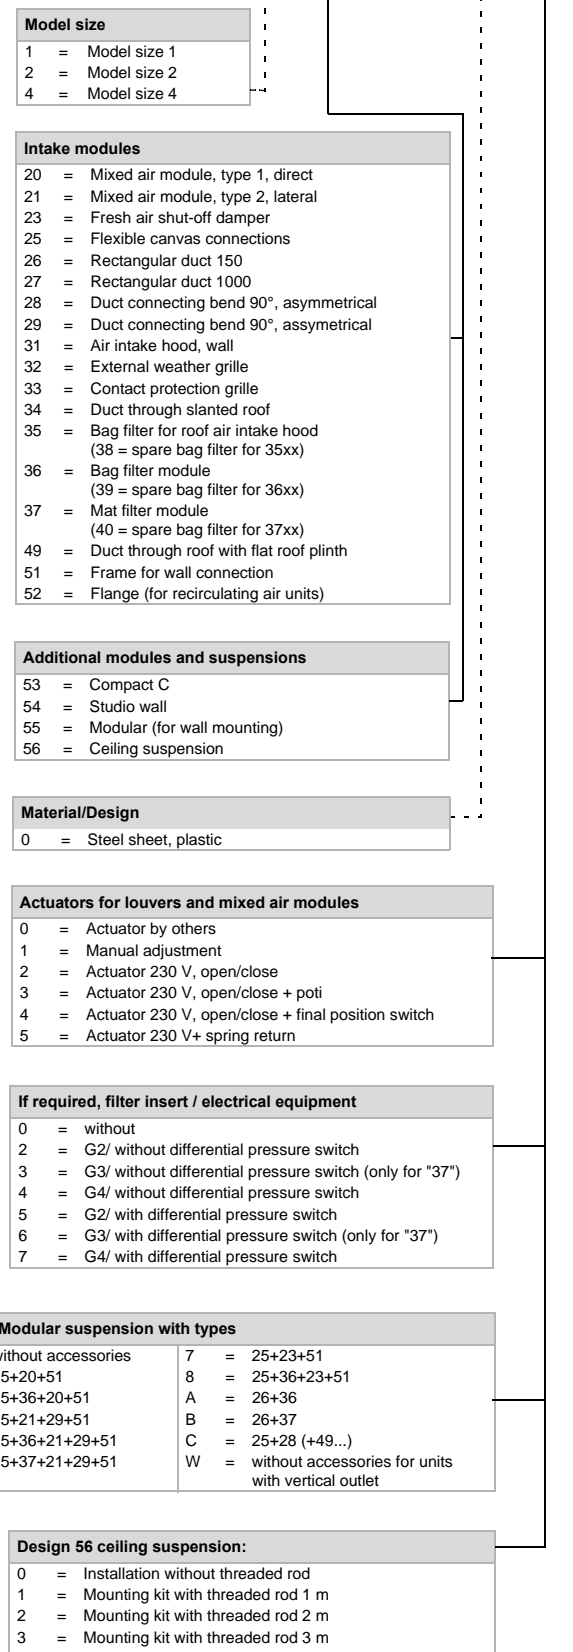 Model size
1 = Model size 1
2 = Model size 2
4 = Model size 4
Intake modules
20 = Mixed air module, type 1, direct
21 = Mixed air module, type 2, lateral
23 = Fresh air shut-off damper
25 = Flexible canvas connections
26 = Rectangular duct 150
27 = Rectangular duct 1000
28 = Duct connecting bend 90°, asymmetrical
29 = Duct connecting bend 90°, assymetrical
31 = Air intake hood, wall
32 = External weather grille
33 = Contact protection grille
34 = Duct through slanted roof
35 = Bag filter for roof air intake hood
(38 = spare bag filter for 35xx)
36 = Bag filter module
(39 = spare bag filter for 36xx)
37 = Mat filter module
(40 = spare bag filter for 37xx)
49 = Duct through roof with flat roof plinth
51 = Frame for wall connection
52 = Flange (for recirculating air units)
Additional modules and suspensions
53 = Compact C
54 = Studio wall
55 = Modular (for wall mounting)
56 = Ceiling suspension
Material/Design
0 = Steel sheet, plastic
Actuators for louvers and mixed air modules
0 = Actuator by others
1 = Manual adjustment
2 = Actuator 230 V, open/close
3 = Actuator 230 V, open/close + poti
4 = Actuator 230 V, open/close + final position switch
5 = Actuator 230 V+ spring return
If required, filter insert / electrical equipment
0 = without
2 = G2/ without differential pressure switch
3 = G3/ without differential pressure switch (only for "37")
4 = G4/ without differential pressure switch
5 = G2/ with differential pressure switch
6 = G3/ with differential pressure switch (only for "37")
7 = G4/ with differential pressure switch
Modular suspension with types
without accessories
5+20+51
5+36+20+51
5+21+29+51
5+36+21+29+51
5+37+21+29+51
7 = 25+23+51
8 = 25+36+23+51
A = 26+36
B = 26+37
C = 25+28 (+49...)
W = without accessories for units
with vertical outlet
Design 56 ceiling suspension:
0 = Installation without threaded rod
1 = Mounting kit with threaded rod 1 m
2 = Mounting kit with threaded rod 2 m
3 = Mounting kit with threaded rod 3 m